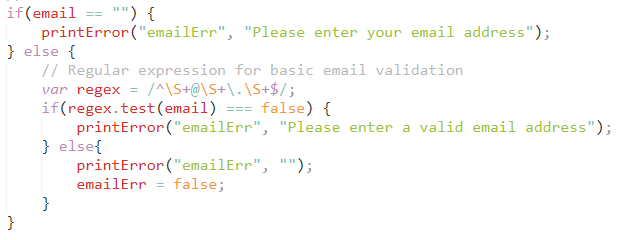 if(email == "") {
    printError("emailErr", "Please enter your email address");
} else {
    // Regular expression for basic email validation
    var regex = /^\S+@\S+\.\S+$/;
    if(regex.test(email) === false) {
        printError("emailErr", "Please enter a valid email address");
    } else{
        printError("emailErr", "");
        emailErr = false;
    }
}